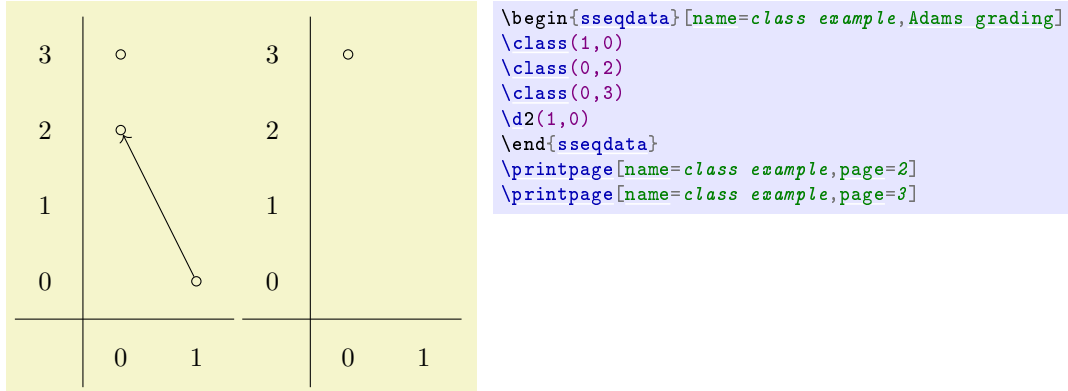 3 3
2 2
1 1
0 0
0 1 0 1
\begin{sseqdata}[name=class example,Adams grading]
\class(1,0)
\class(0,2)
\class(0,3)
\d2(1,0)
\end{sseqdata}
\printpage[name=class example,page=2]
\printpage[name=class example,page=3]